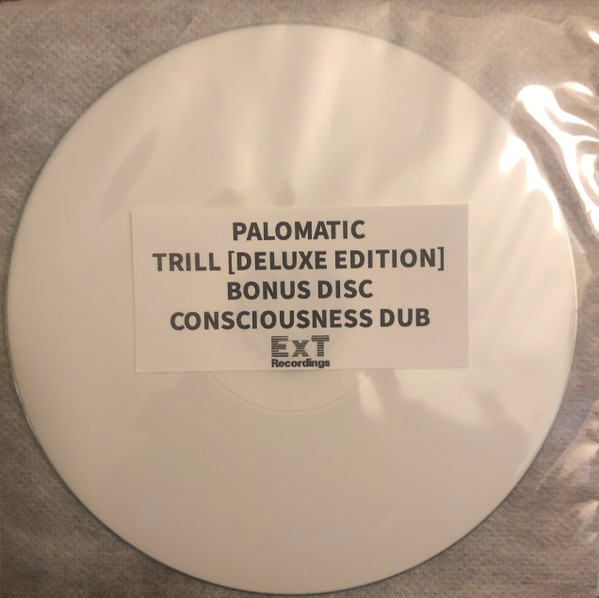 PALOMATIC
TRILL [DELUXE EDITION]
BONUS DISC
CONSCIOUSNESS DUB
ExT
Recordings